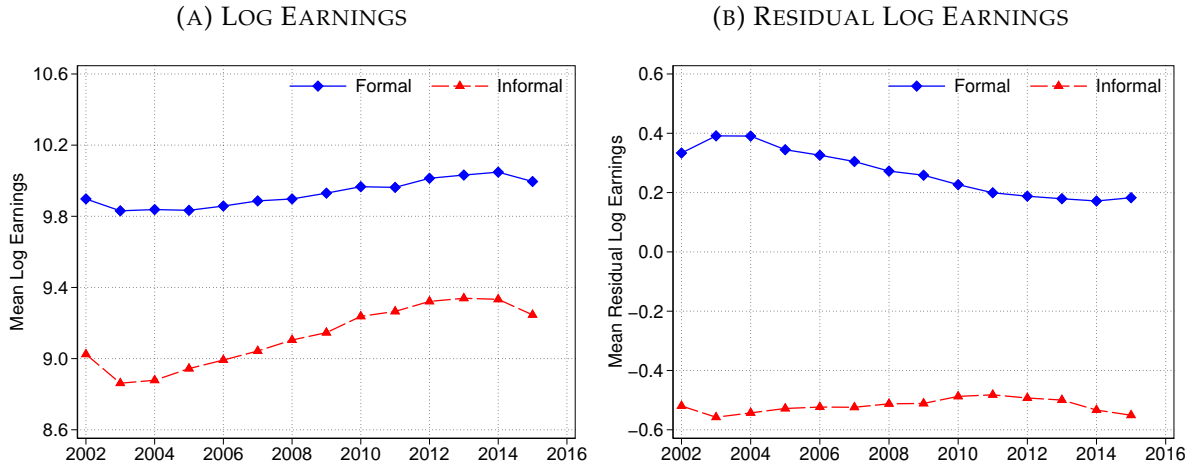 (A) LOG EARNINGS
Mean Log Earnings
10.6
10.2
9.8
9.4
9.0
8.6
Formal Informal
2002 2004 2006 2008 2010 2012 2014 2016
(B) RESIDUAL LOG EARNINGS
Mean Residual Log Earnings
0.6
0.4
0.2
0.0
−0.2
−0.4
−0.6
Formal Informal
2002 2004 2006 2008 2010 2012 2014 2016